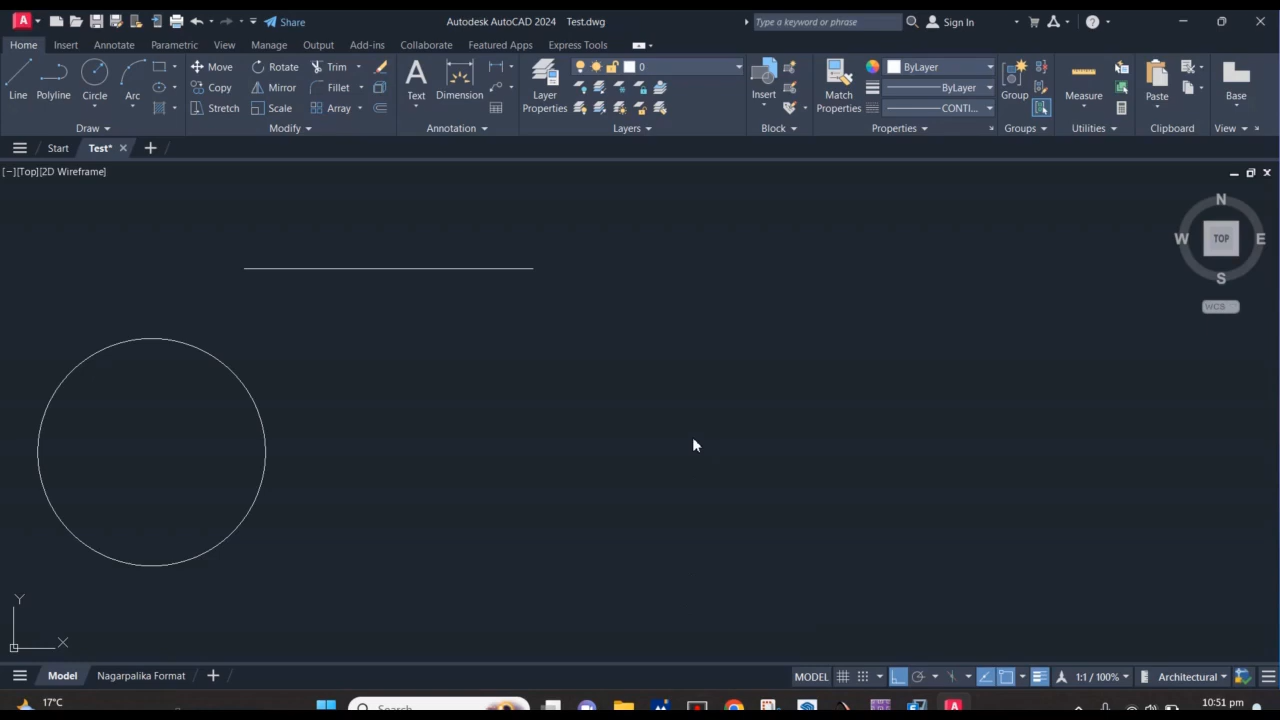 A Share Autodesk AutoCAD 2024 Test.dwg Type a keyword or phrase Sign In
Home Insert Annotate Parametric View Manage Output Add-ins Collaborate Featured Apps Express Tools
Line Polyline Circle Arc Move Rotate Trim Text Dimension Layer Properties 0 Insert Match Properties ByLayer Group Measure Paste Base
Copy Mirror Fillet ByLayer
Stretch Scale Array CONTI...
Draw Modify Annotation Layers Block Properties Groups Utilities Clipboard View
Start Test*
[−][Top][2D Wireframe]
N
W TOP E
S
WCS
Y
X
Model Nagarpalika Format MODEL 1:1 / 100% Architectural
17°C Search 10:51 pm